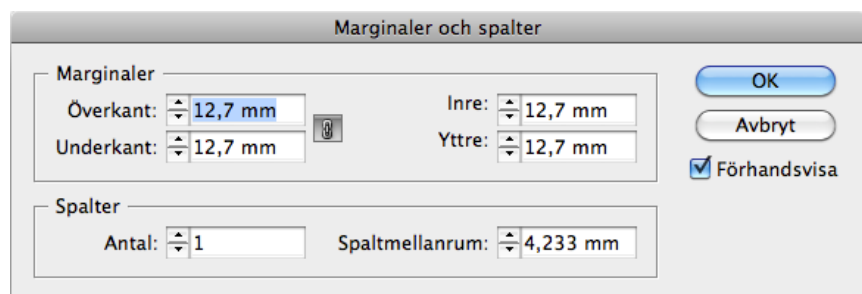 Marginaler och spalter
Marginaler
Överkant: 12,7 mm
Inre: 12,7 mm
Underkant: 12,7 mm
Yttre: 12,7 mm
Spalter
Antal: 1
Spaltmellanrum: 4,233 mm
OK
Avbryt
Förhandsvisa